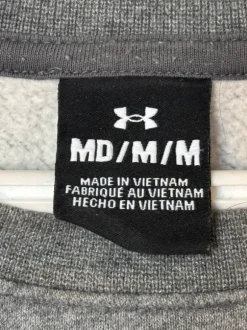 MD/M/M
MADE IN VIETNAM
FABRIQUÉ AU VIETNAM
HECHO EN VIETNAM